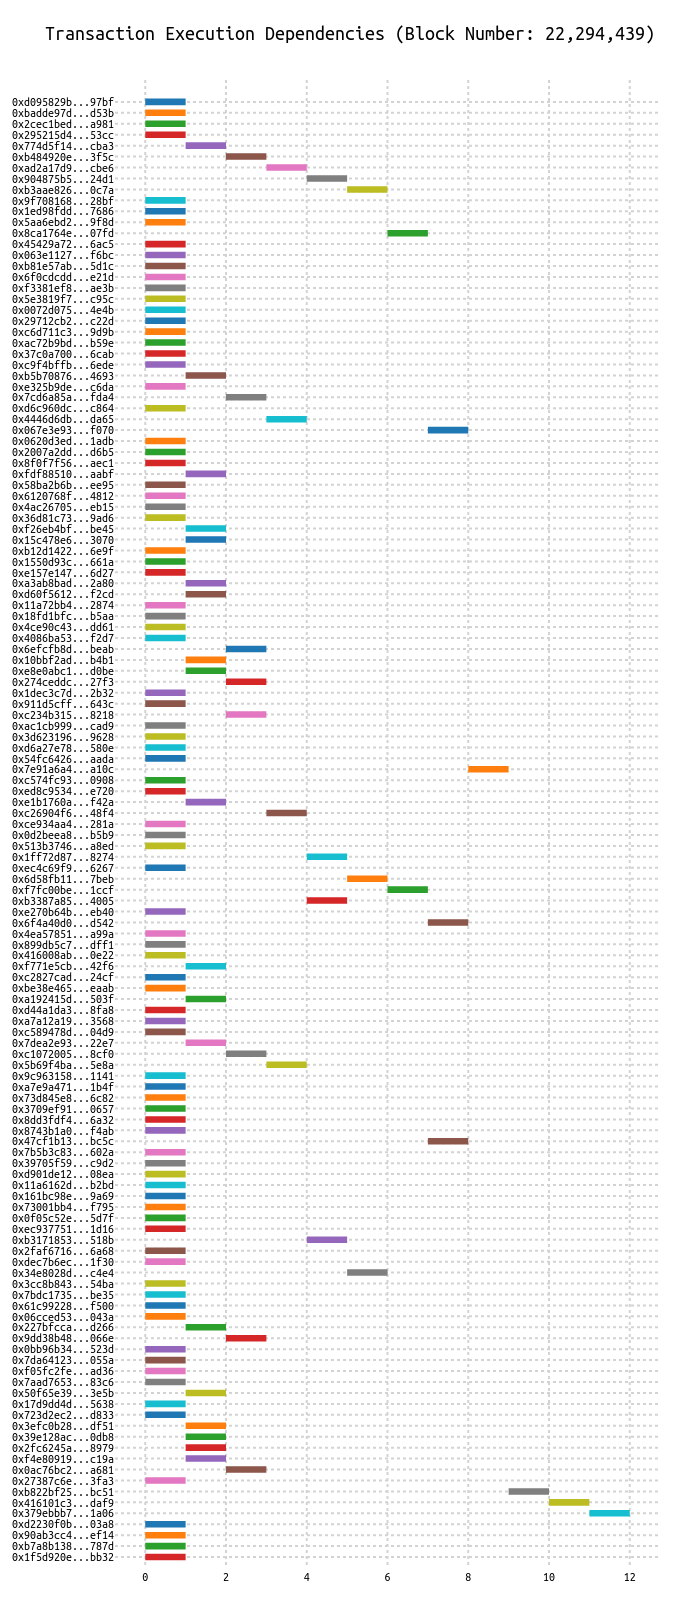 Transaction Execution Dependencies (Block Number: 22,294,439)
0xd095829b...97bf
0xbadde97d...d53b
0x2cec1bed...a981
0x295215d4...53cc
0x774d5f14...cba3
0xb484920e...3f5c
0xad2a17d9...cbe6
0x904875b5...24d1
0xb3aae826...0c7a
0x9f708168...28bf
0x1ed98fdd...7686
0x5aa6ebd2...9f8d
0x8ca1764e...07fd
0x45429a72...6ac5
0x063e1127...f6bc
0xb81e57ab...5d1c
0x6f0cdcdd...e21d
0xf3381ef8...ae3b
0x5e3819f7...c95c
0x0072d075...4e4b
0x29712cb2...c22d
0xc6d711c3...9d9b
0xac72b9bd...b59e
0x37c0a700...6cab
0xc9f4bffb...6ede
0xb5b70876...4693
0xe325b9de...c6da
0x7cd6a85a...fda4
0xd6c960dc...c864
0x4446d6db...da65
0x067e3e93...f070
0x0620d3ed...1adb
0x2007a2dd...d6b5
0x8f0f7f56...aec1
0xfdf88510...aabf
0x58ba2b6b...ee95
0x6120768f...4812
0x4ac26705...eb15
0x36d81c73...9ad6
0xf26eb4bf...be45
0x15c478e6...3070
0xb12d1422...6e9f
0x1550d93c...661a
0xe157e147...6d27
0xa3ab8bad...2a80
0xd60f5612...f2cd
0x11a72bb4...2874
0x18fd1bfc...b5aa
0x4ce90c43...dd61
0x4086ba53...f2d7
0x6efcfb8d...beab
0x10bbf2ad...b4b1
0xe8e0abc1...d0be
0x274ceddc...27f3
0x1dec3c7d...2b32
0x911d5cff...643c
0xc234b315...8218
0xac1cb999...cad9
0x3d623196...9628
0xd6a27e78...580e
0x54fc6426...aada
0x7e91a6a4...a10c
0xc574fc93...0908
0xed8c9534...e720
0xe1b1760a...f42a
0xc26904f6...48f4
0xce934aa4...281a
0x0d2beea8...b5b9
0x513b3746...a8ed
0x1ff72d87...8274
0xec4c69f9...6267
0x6d58fb11...7beb
0xf7fc00be...1ccf
0xb3387a85...4005
0xe270b64b...eb40
0x6f4a40d0...d542
0x4ea57851...a99a
0x899db5c7...dff1
0x416008ab...0e22
0xf771e5cb...42f6
0xc2827cad...24cf
0xbe38e465...eaab
0xa192415d...503f
0xd44a1da3...8fa8
0xa7a12a19...3568
0xc589478d...04d9
0x7dea2e93...22e7
0xc1072005...8cf0
0x5b69f4ba...5e8a
0x9c963158...1141
0xa7e9a471...1b4f
0x73d845e8...6c82
0x3709ef91...0657
0x8dd3fdf4...6a32
0x8743b1a0...f4ab
0x47cf1b13...bc5c
0x7b5b3c83...602a
0x39705f59...c9d2
0xd901de12...08ea
0x11a6162d...b2bd
0x161bc98e...9a69
0x73001bb4...f795
0x0f05c52e...5d7f
0xec937751...1d16
0xb3171853...518b
0x2faf6716...6a68
0xdec7b6ec...1f30
0x34e8028d...c4e4
0x3cc8b843...54ba
0x7bdc1735...be35
0x61c99228...f500
0x06cced53...043a
0x227bfcca...d266
0x9dd38b48...066e
0x0bb96b34...523d
0x7da64123...055a
0xf05fc2fe...ad36
0x7aad7653...83c6
0x50f65e39...3e5b
0x17d9dd4d...5638
0x723d2ec2...d833
0x3efc0b28...df51
0x39e128ac...0db8
0x2fc6245a...8979
0xf4e80919...c19a
0x0ac76bc2...a681
0x27387c6e...3fa3
0xb822bf25...bc51
0x416101c3...daf9
0x379ebbb7...1a06
0xd2230f0b...03a8
0x90ab3cc4...ef14
0xb7a8b138...787d
0x1f5d920e...bb32
0 2 4 6 8 10 12